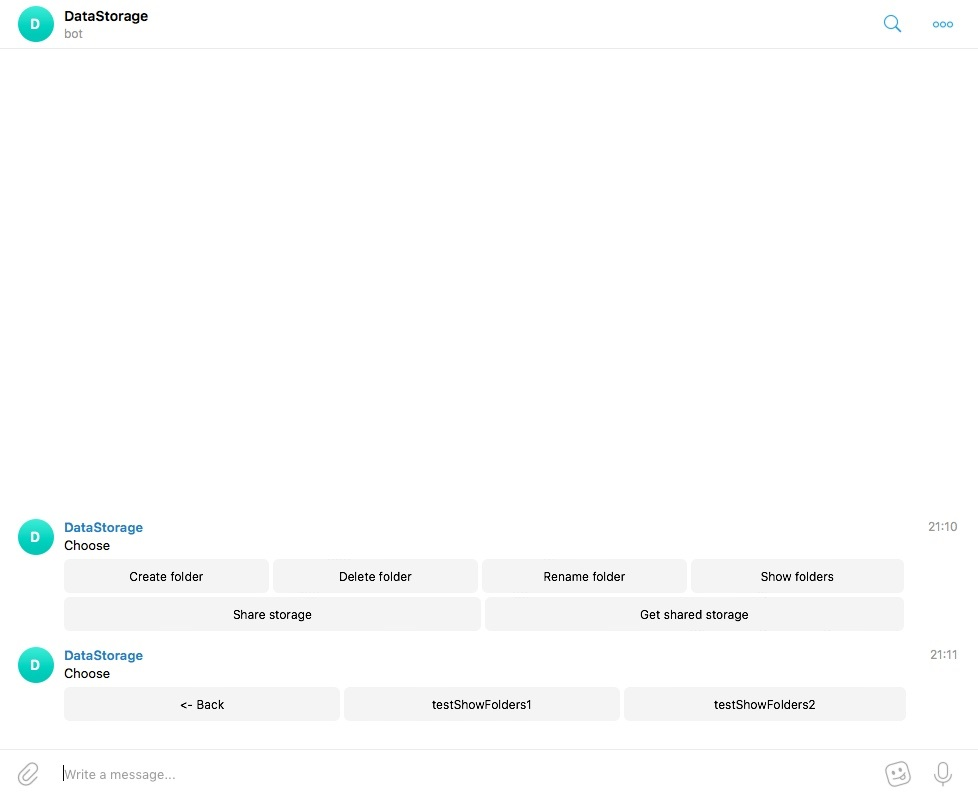 DataStorage
D
bot
DataStorage 21:10
D
Choose
Create folder Delete folder Rename folder Show folders
Share storage Get shared storage
DataStorage 21:11
D
Choose
<- Back testShowFolders1 testShowFolders2
Write a message...